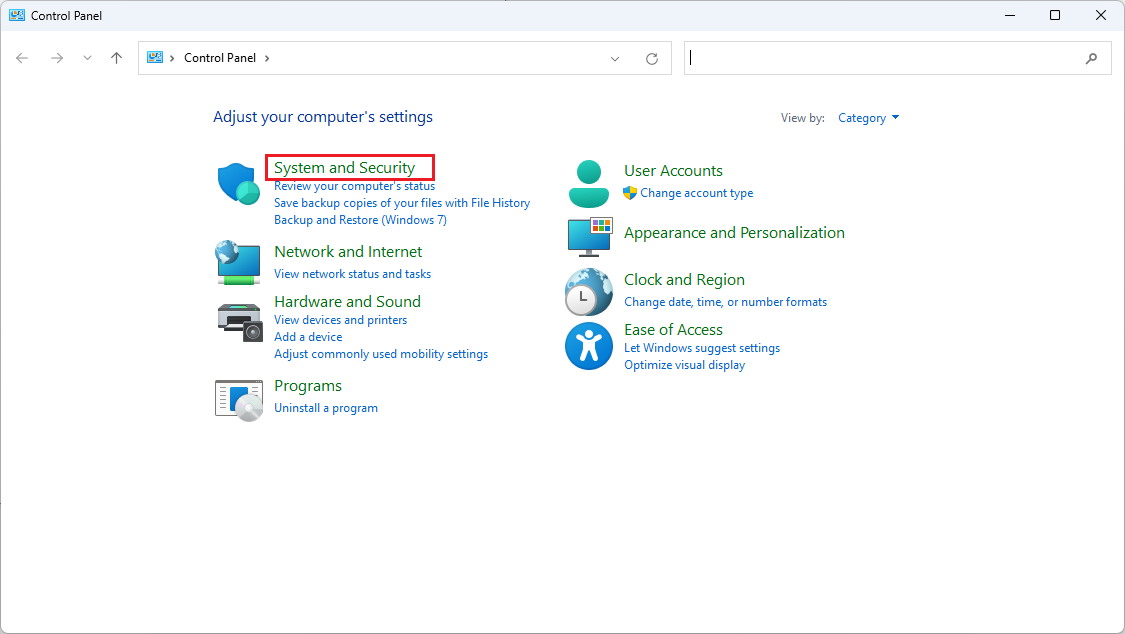 Control Panel
Control Panel
Adjust your computer's settings
View by: Category
System and Security
Review your computer's status
Save backup copies of your files with File History
Backup and Restore (Windows 7)
Network and Internet
View network status and tasks
Hardware and Sound
View devices and printers
Add a device
Adjust commonly used mobility settings
Programs
Uninstall a program
User Accounts
Change account type
Appearance and Personalization
Clock and Region
Change date, time, or number formats
Ease of Access
Let Windows suggest settings
Optimize visual display